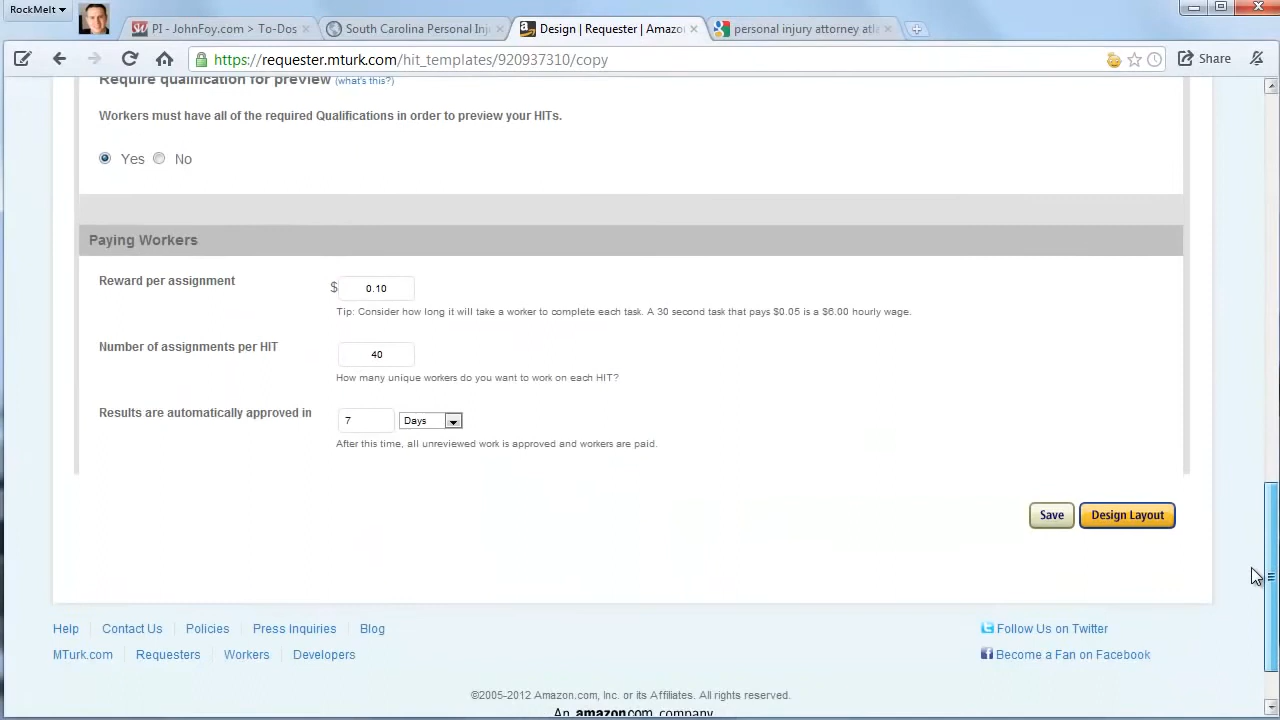 RockMelt
PI - JohnFoy.com > To-Dos
South Carolina Personal Inj
Design | Requester | Amazo
personal injury attorney atl
https://requester.mturk.com/hit_templates/920937310/copy
Share
Require qualification for preview (what's this?)
Workers must have all of the required Qualifications in order to preview your HITs.
Yes No
Paying Workers
Reward per assignment
$ 0.10
Tip: Consider how long it will take a worker to complete each task. A 30 second task that pays $0.05 is a $6.00 hourly wage.
Number of assignments per HIT
40
How many unique workers do you want to work on each HIT?
Results are automatically approved in
7 Days
After this time, all unreviewed work is approved and workers are paid.
Save Design Layout
Help Contact Us Policies Press Inquiries Blog
Follow Us on Twitter
MTurk.com Requesters Workers Developers
Become a Fan on Facebook
©2005-2012 Amazon.com, Inc. or its Affiliates. All rights reserved.
An amazon.com company